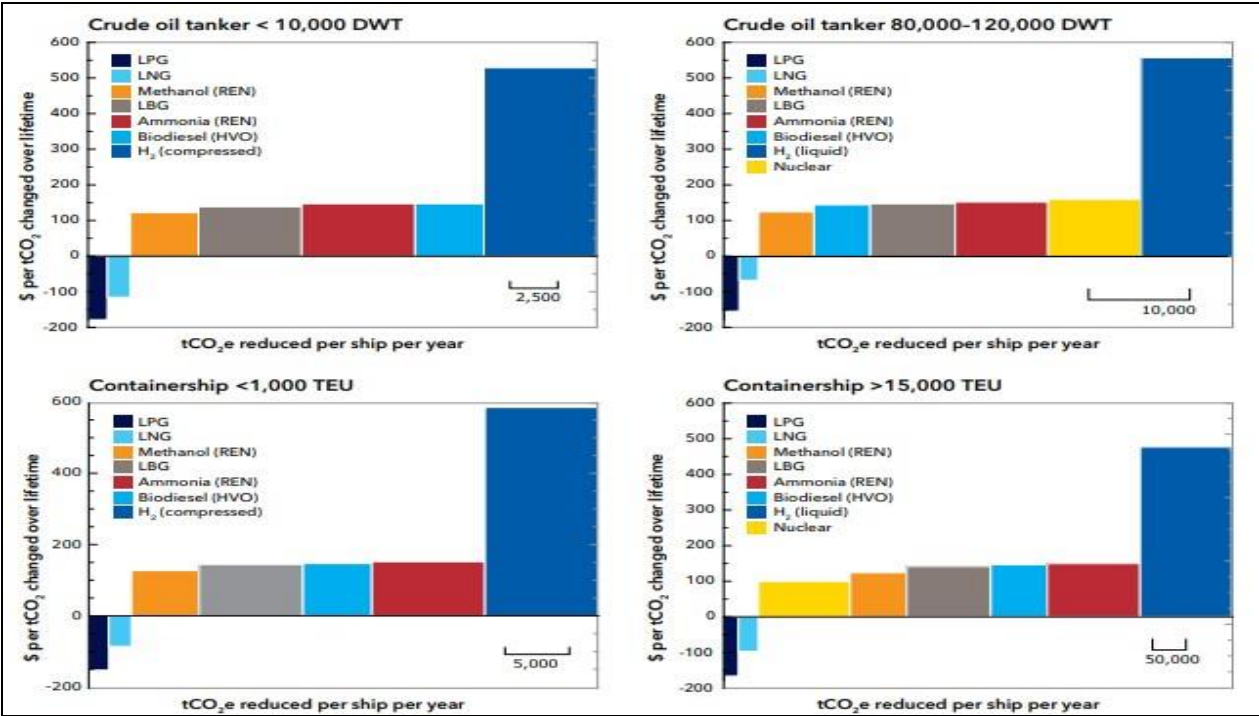 Crude oil tanker < 10,000 DWT
600
500
400
300
200
100
0
-100
-200
$ per tCO₂ changed over lifetime
LPG
LNG
Methanol (REN)
LBG
Ammonia (REN)
Biodiesel (HVO)
H₂ (compressed)
2,500
tCO₂e reduced per ship per year
Crude oil tanker 80,000–120,000 DWT
600
500
400
300
200
100
0
-100
-200
$ per tCO₂ changed over lifetime
LPG
LNG
Methanol (REN)
LBG
Ammonia (REN)
Biodiesel (HVO)
H₂ (liquid)
Nuclear
10,000
tCO₂e reduced per ship per year
Containership <1,000 TEU
600
400
200
0
-200
$ per tCO₂ changed over lifetime
LPG
LNG
Methanol (REN)
LBG
Ammonia (REN)
Biodiesel (HVO)
H₂ (compressed)
5,000
tCO₂e reduced per ship per year
Containership >15,000 TEU
600
500
400
300
200
100
0
-100
-200
$ per tCO₂ changed over lifetime
LPG
LNG
Methanol (REN)
LBG
Ammonia (REN)
Biodiesel (HVO)
H₂ (liquid)
Nuclear
50,000
tCO₂e reduced per ship per year